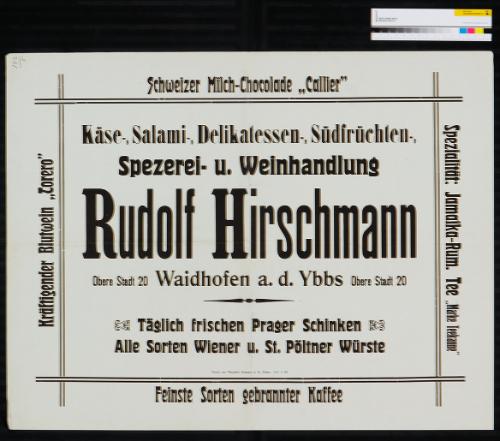 Schweizer Milch-Chocolade „Cailler"
Kräftigender Blutwein „Torero"
Käse-, Salami-, Delikatessen-, Südfrüchten-,
Spezerei- u. Weinhandlung
Rudolf Hirschmann
Obere Stadt 20 Waidhofen a. d. Ybbs Obere Stadt 20
Täglich frischen Prager Schinken
Alle Sorten Wiener u. St. Pöltner Würste
Spezialität: Jamaika-Rum. Tee „Marke Teekanne"
Feinste Sorten gebrannter Kaffee